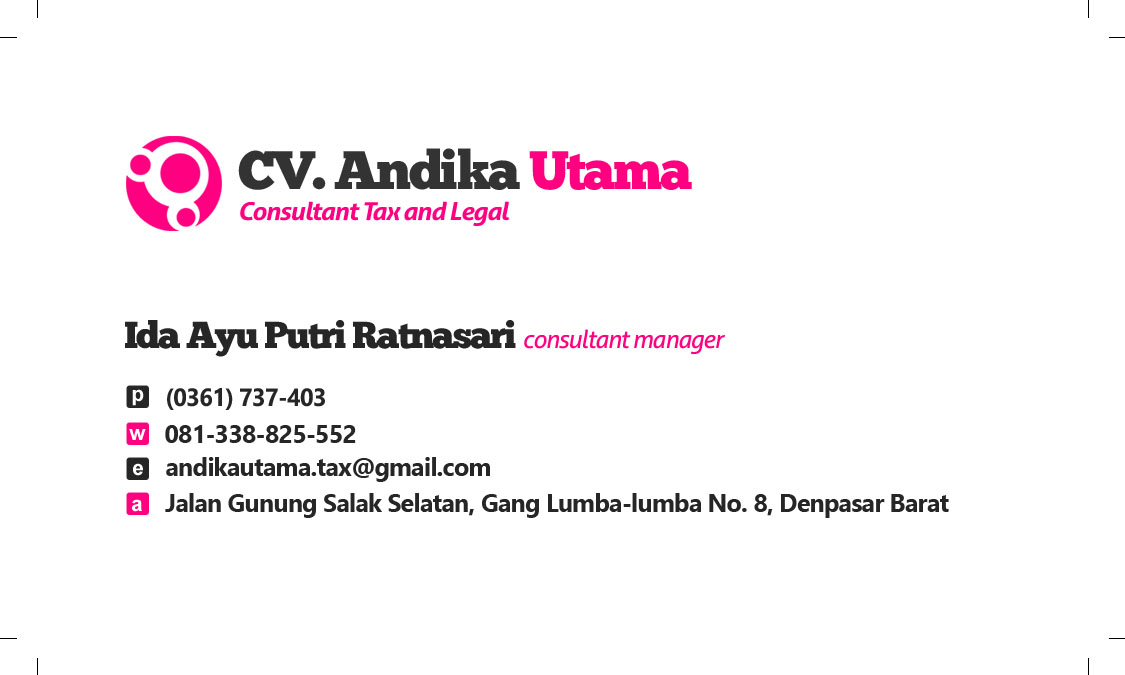 CV. Andika Utama
Consultant Tax and Legal
Ida Ayu Putri Ratnasari consultant manager
p (0361) 737-403
w 081-338-825-552
e andikautama.tax@gmail.com
a Jalan Gunung Salak Selatan, Gang Lumba-lumba No. 8, Denpasar Barat